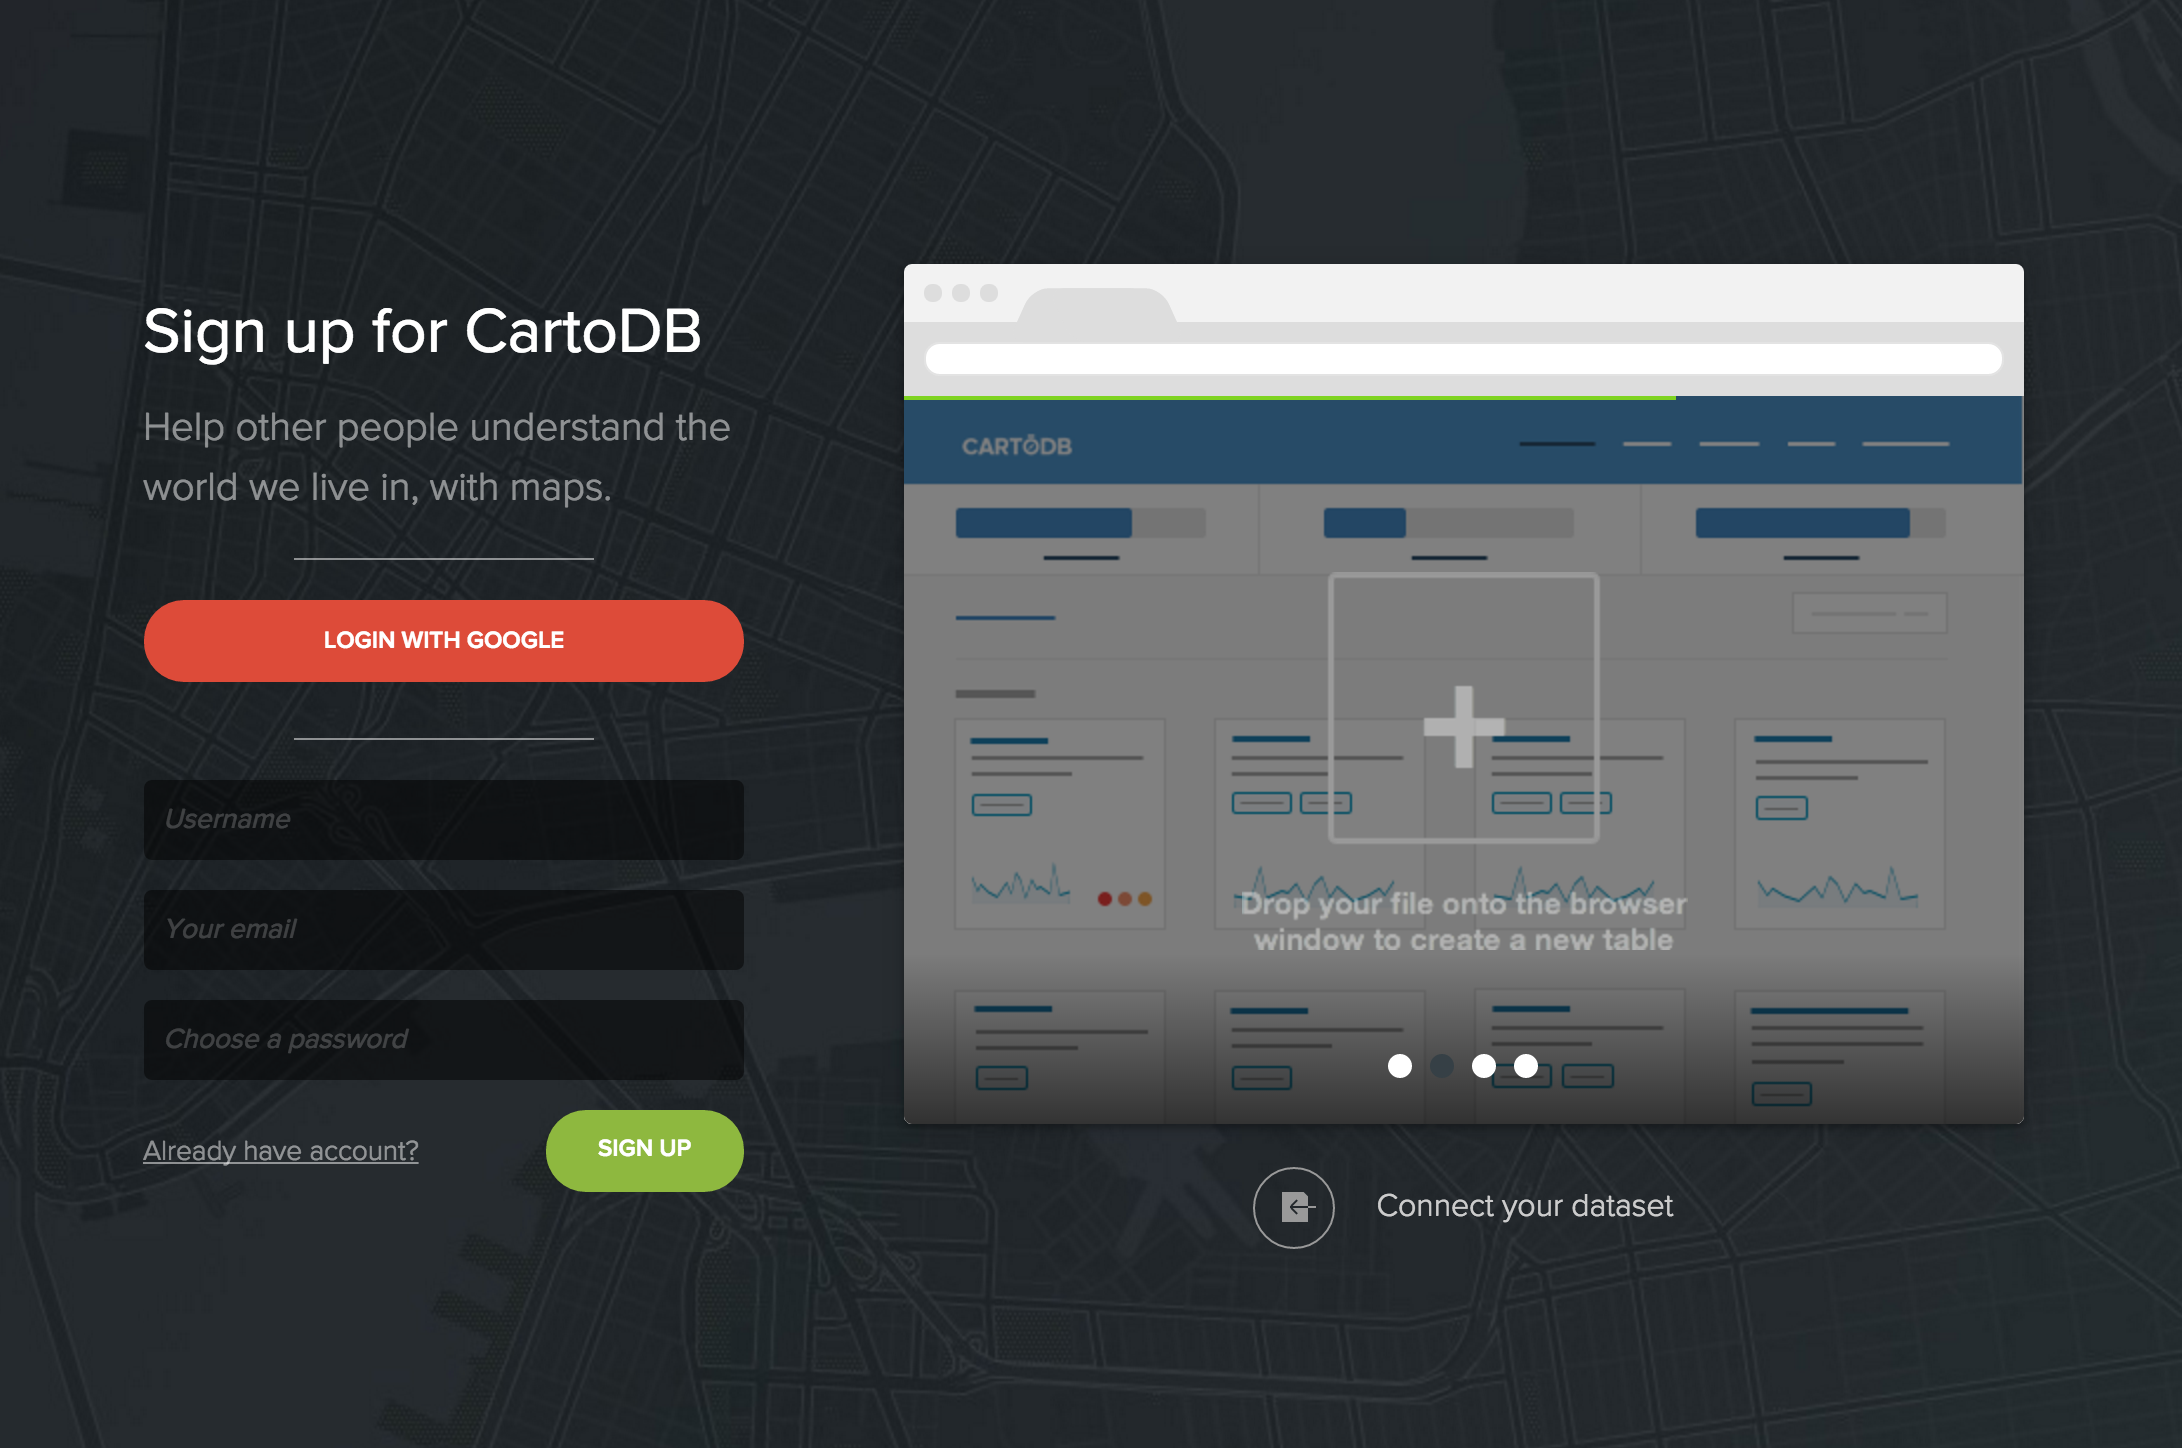 Sign up for CartoDB
Help other people understand the
world we live in, with maps.
LOGIN WITH GOOGLE
Username
Your email
Choose a password
Already have account?
SIGN UP
CARTODB
Drop your file onto the browser
window to create a new table
Connect your dataset